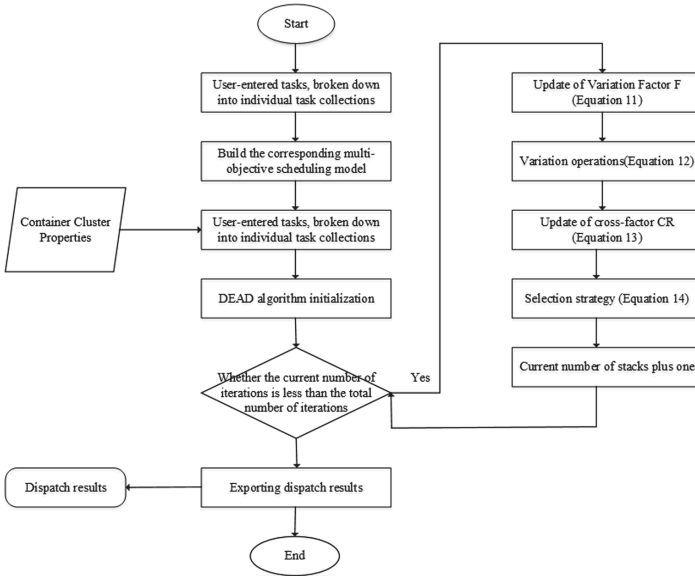 Start
User-entered tasks, broken down
into individual task collections
Build the corresponding multi-
objective scheduling model
Container Cluster
Properties
User-entered tasks, broken down
into individual task collections
DEAD algorithm initialization
Whether the current number of
iterations is less than the total
number of iterations
Yes
Exporting dispatch results
Dispatch results
End
Update of Variation Factor F
(Equation 11)
Variation operations(Equation 12)
Update of cross-factor CR
(Equation 13)
Selection strategy (Equation 14)
Current number of stacks plus one